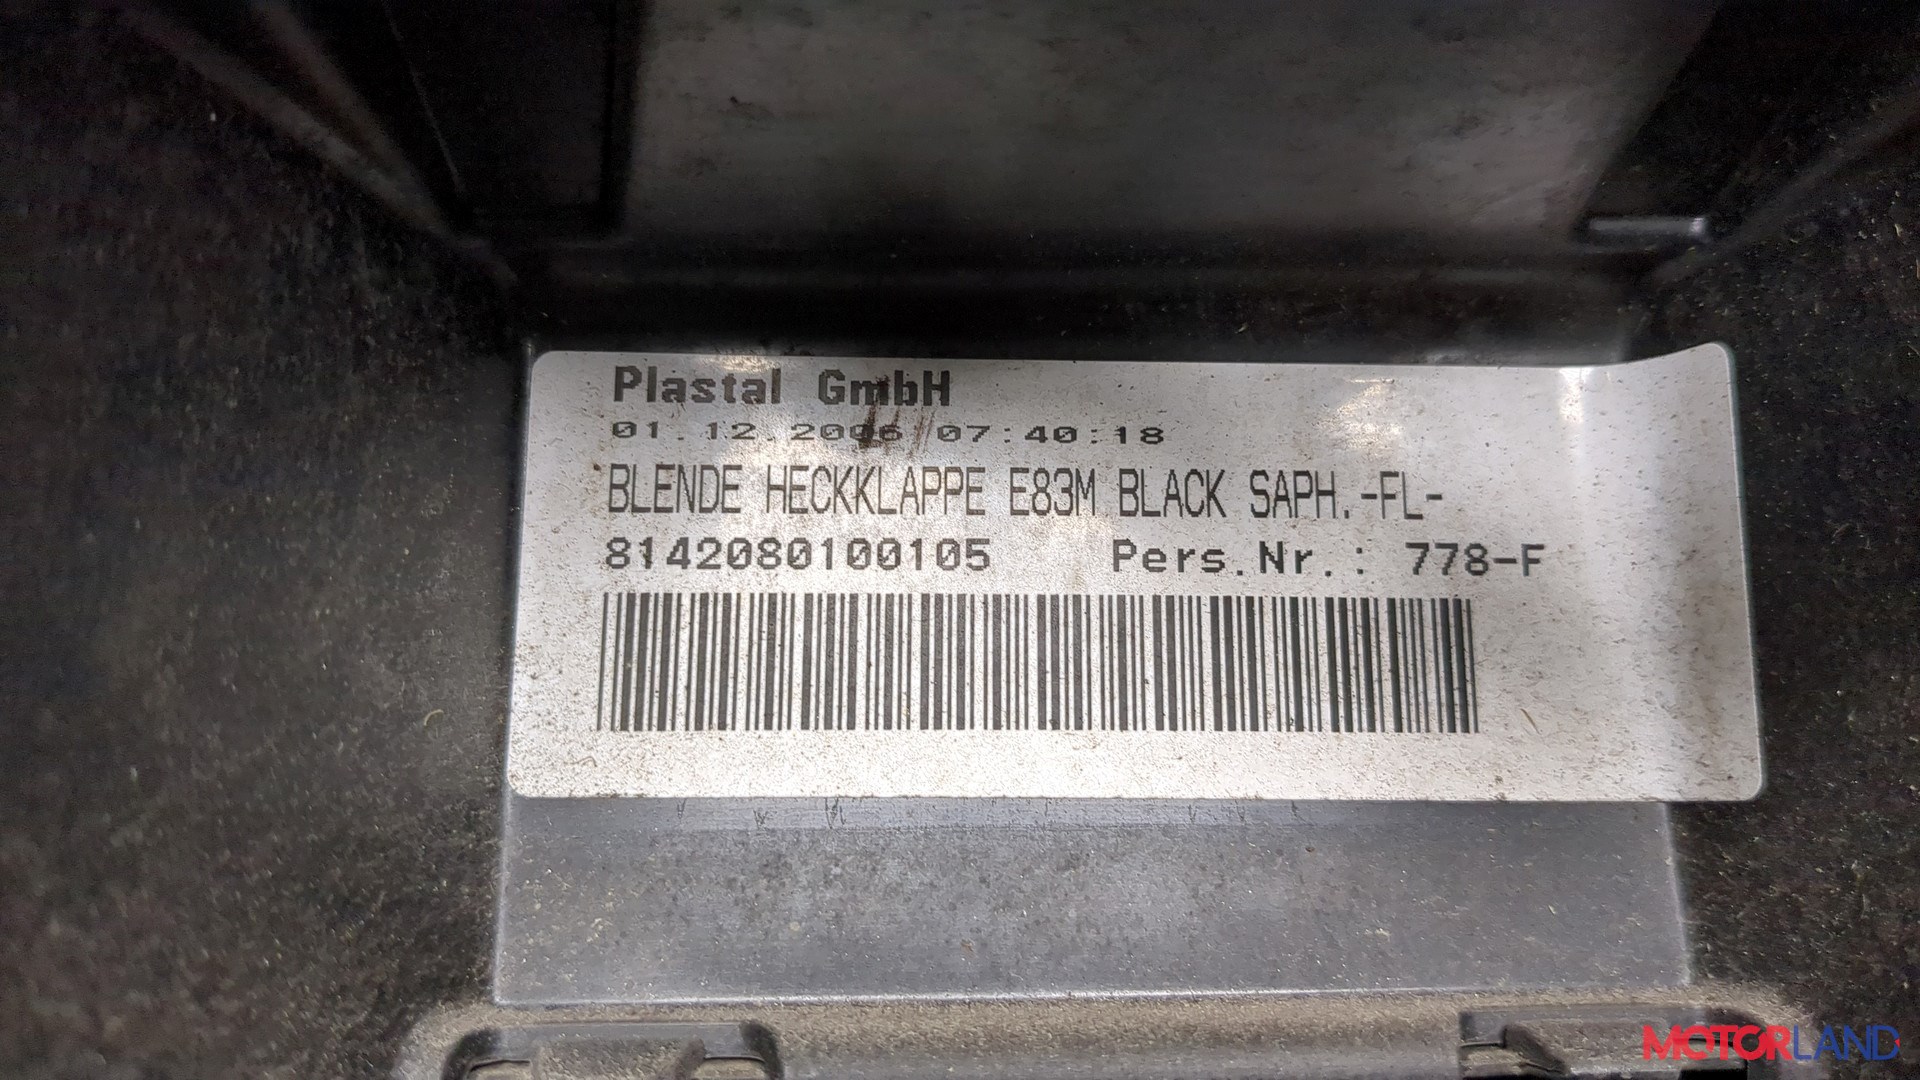 Plastal GmbH
01.12.2006 07:40:18
BLENDE HECKKLAPPE E83M BLACK SAPH.-FL-
8142080100105 Pers.Nr.: 778-F
MOTORLAND